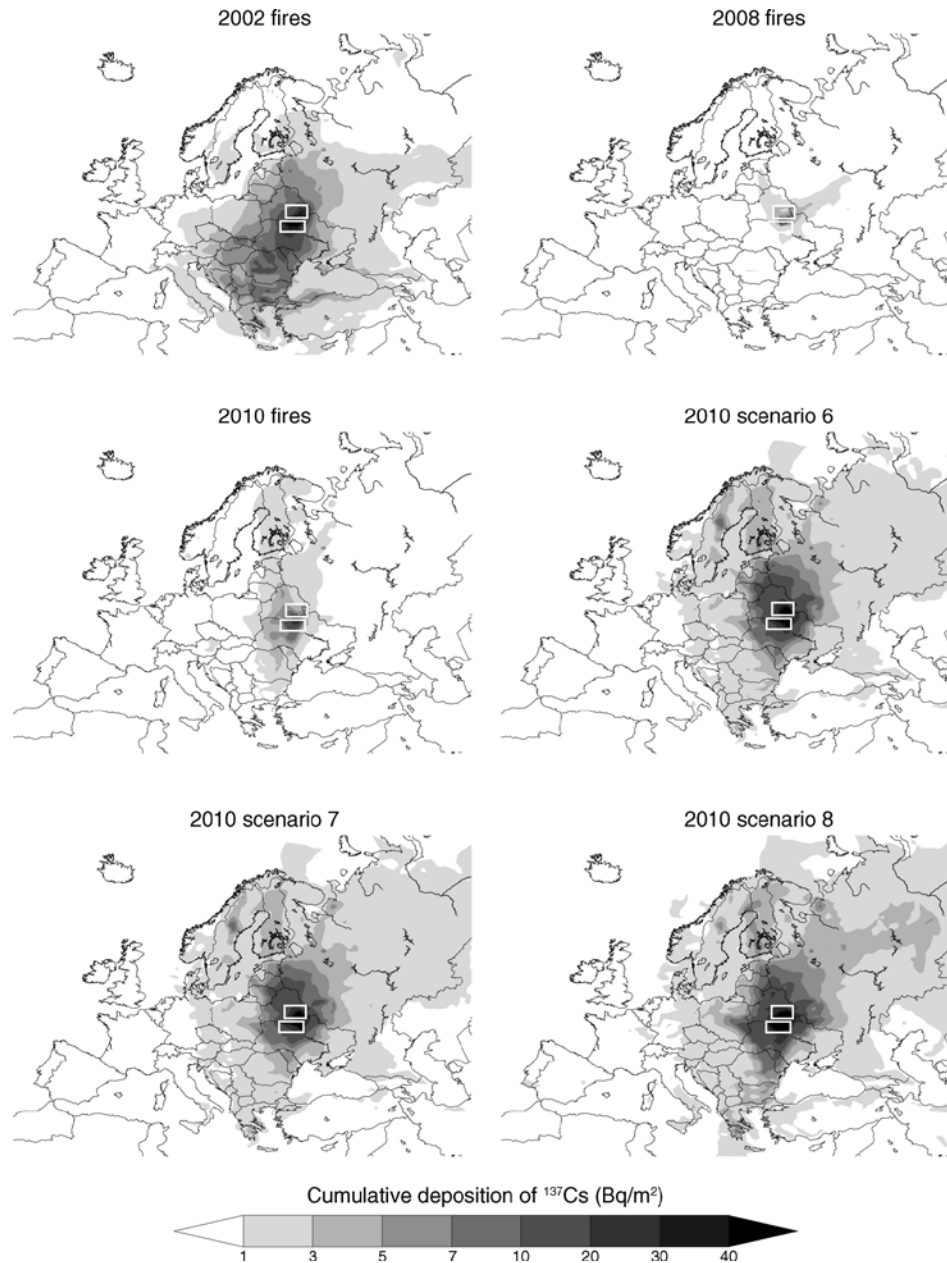 2002 fires
2008 fires
2010 fires
2010 scenario 6
2010 scenario 7
2010 scenario 8
Cumulative deposition of ¹³⁷Cs (Bq/m²)
1 3 5 7 10 20 30 40